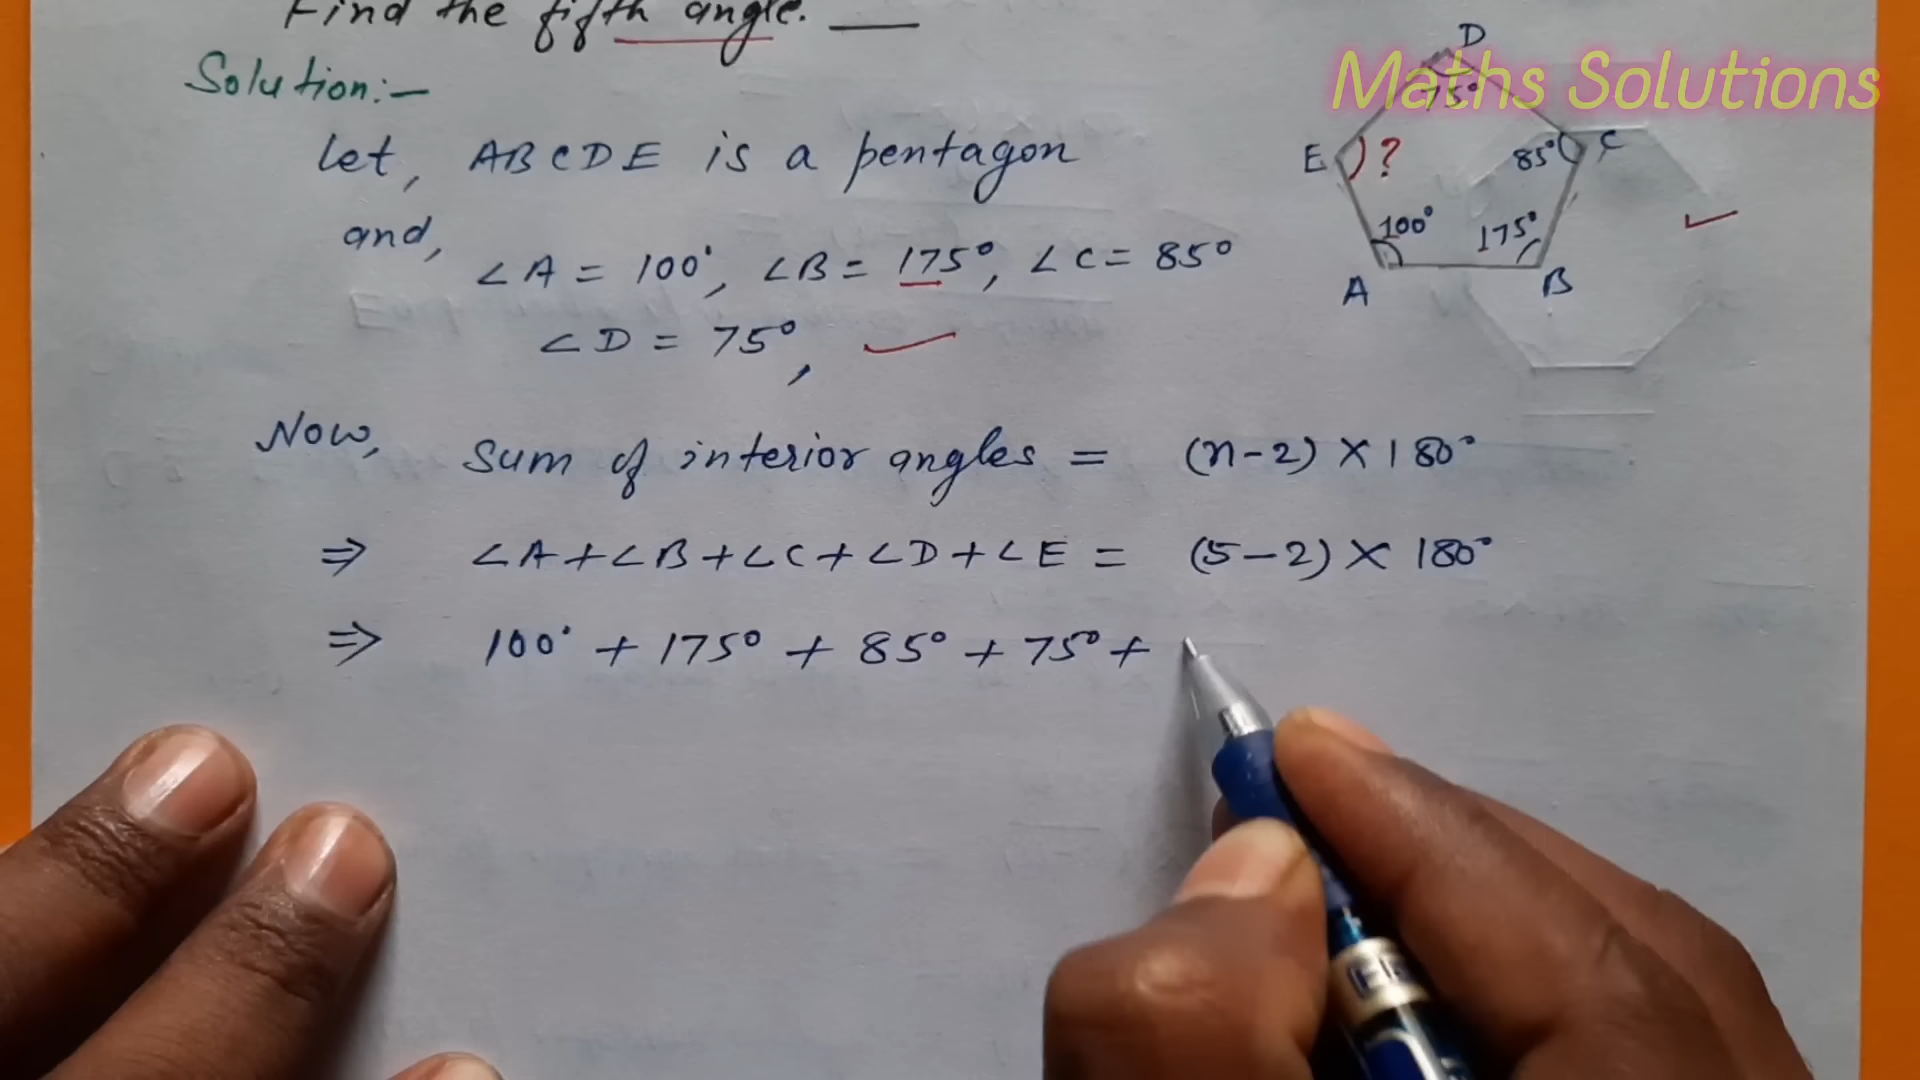 Find the fifth angle.
Solution:-
Let, ABCDE is a pentagon
and,
∠A = 100°, ∠B = 175°, ∠C = 85°
∠D = 75°,
Now, Sum of interior angles = (n-2) × 180°
⇒ ∠A+∠B+∠C+∠D+∠E = (5-2) × 180°
⇒ 100° + 175° + 85° + 75° +
Maths Solutions
D
75°
E ? 85° C
100° 175°
A B